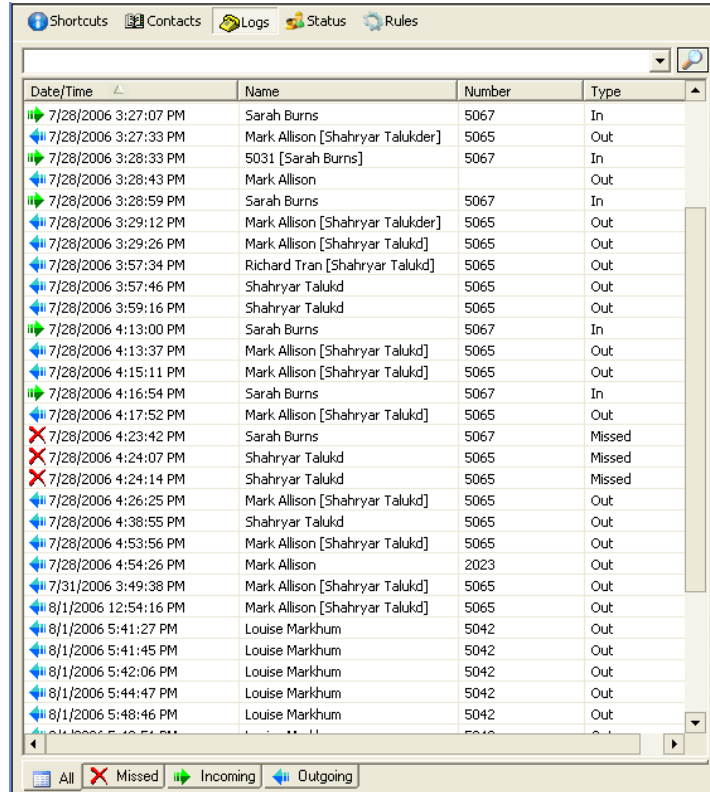 Shortcuts Contacts Logs Status Rules
Date/Time Name Number Type
7/28/2006 3:27:07 PM Sarah Burns 5067 In
7/28/2006 3:27:33 PM Mark Allison [Shahryar Talukder] 5065 Out
7/28/2006 3:28:33 PM 5031 [Sarah Burns] 5067 In
7/28/2006 3:28:43 PM Mark Allison Out
7/28/2006 3:28:59 PM Sarah Burns 5067 In
7/28/2006 3:29:12 PM Mark Allison [Shahryar Talukder] 5065 Out
7/28/2006 3:29:26 PM Mark Allison [Shahryar Talukd] 5065 Out
7/28/2006 3:57:34 PM Richard Tran [Shahryar Talukd] 5065 Out
7/28/2006 3:57:46 PM Shahryar Talukd 5065 Out
7/28/2006 3:59:16 PM Shahryar Talukd 5065 Out
7/28/2006 4:13:00 PM Sarah Burns 5067 In
7/28/2006 4:13:37 PM Mark Allison [Shahryar Talukd] 5065 Out
7/28/2006 4:15:11 PM Mark Allison [Shahryar Talukd] 5065 Out
7/28/2006 4:16:54 PM Sarah Burns 5067 In
7/28/2006 4:17:52 PM Mark Allison [Shahryar Talukd] 5065 Out
7/28/2006 4:23:42 PM Sarah Burns 5067 Missed
7/28/2006 4:24:07 PM Shahryar Talukd 5065 Missed
7/28/2006 4:24:14 PM Shahryar Talukd 5065 Missed
7/28/2006 4:26:25 PM Mark Allison [Shahryar Talukd] 5065 Out
7/28/2006 4:38:55 PM Shahryar Talukd 5065 Out
7/28/2006 4:53:56 PM Mark Allison [Shahryar Talukd] 5065 Out
7/28/2006 4:54:26 PM Mark Allison 2023 Out
7/31/2006 3:49:38 PM Mark Allison [Shahryar Talukd] 5065 Out
8/1/2006 12:54:16 PM Mark Allison [Shahryar Talukd] 5065 Out
8/1/2006 5:41:27 PM Louise Markhum 5042 Out
8/1/2006 5:41:45 PM Louise Markhum 5042 Out
8/1/2006 5:42:06 PM Louise Markhum 5042 Out
8/1/2006 5:44:47 PM Louise Markhum 5042 Out
8/1/2006 5:48:46 PM Louise Markhum 5042 Out
All Missed Incoming Outgoing